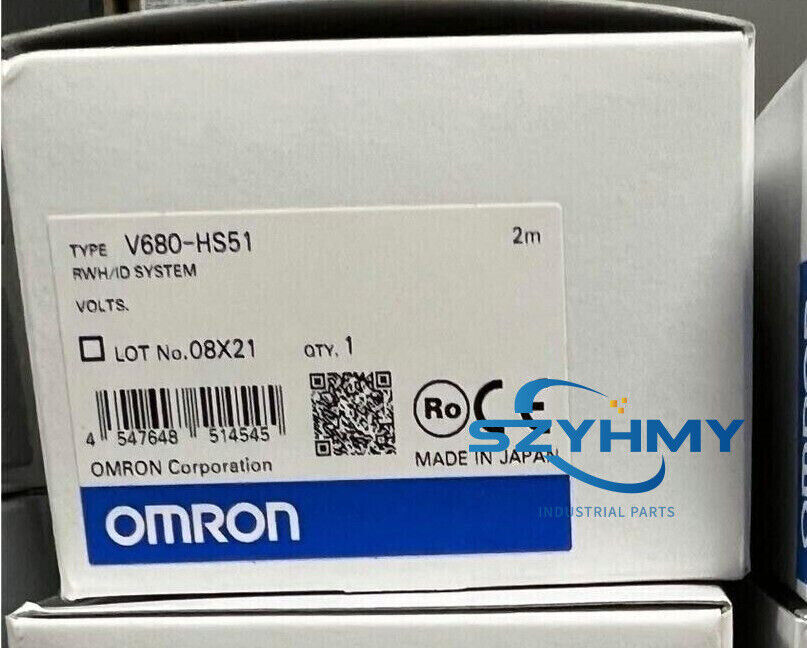 TYPE V680-HS51 2m
RWH/ID SYSTEM
VOLTS.
LOT No.08X21 QTY. 1
4 547648 514545
Ro CE
OMRON Corporation MADE IN JAPAN
OMRON
SZYHMY
INDUSTRIAL PARTS